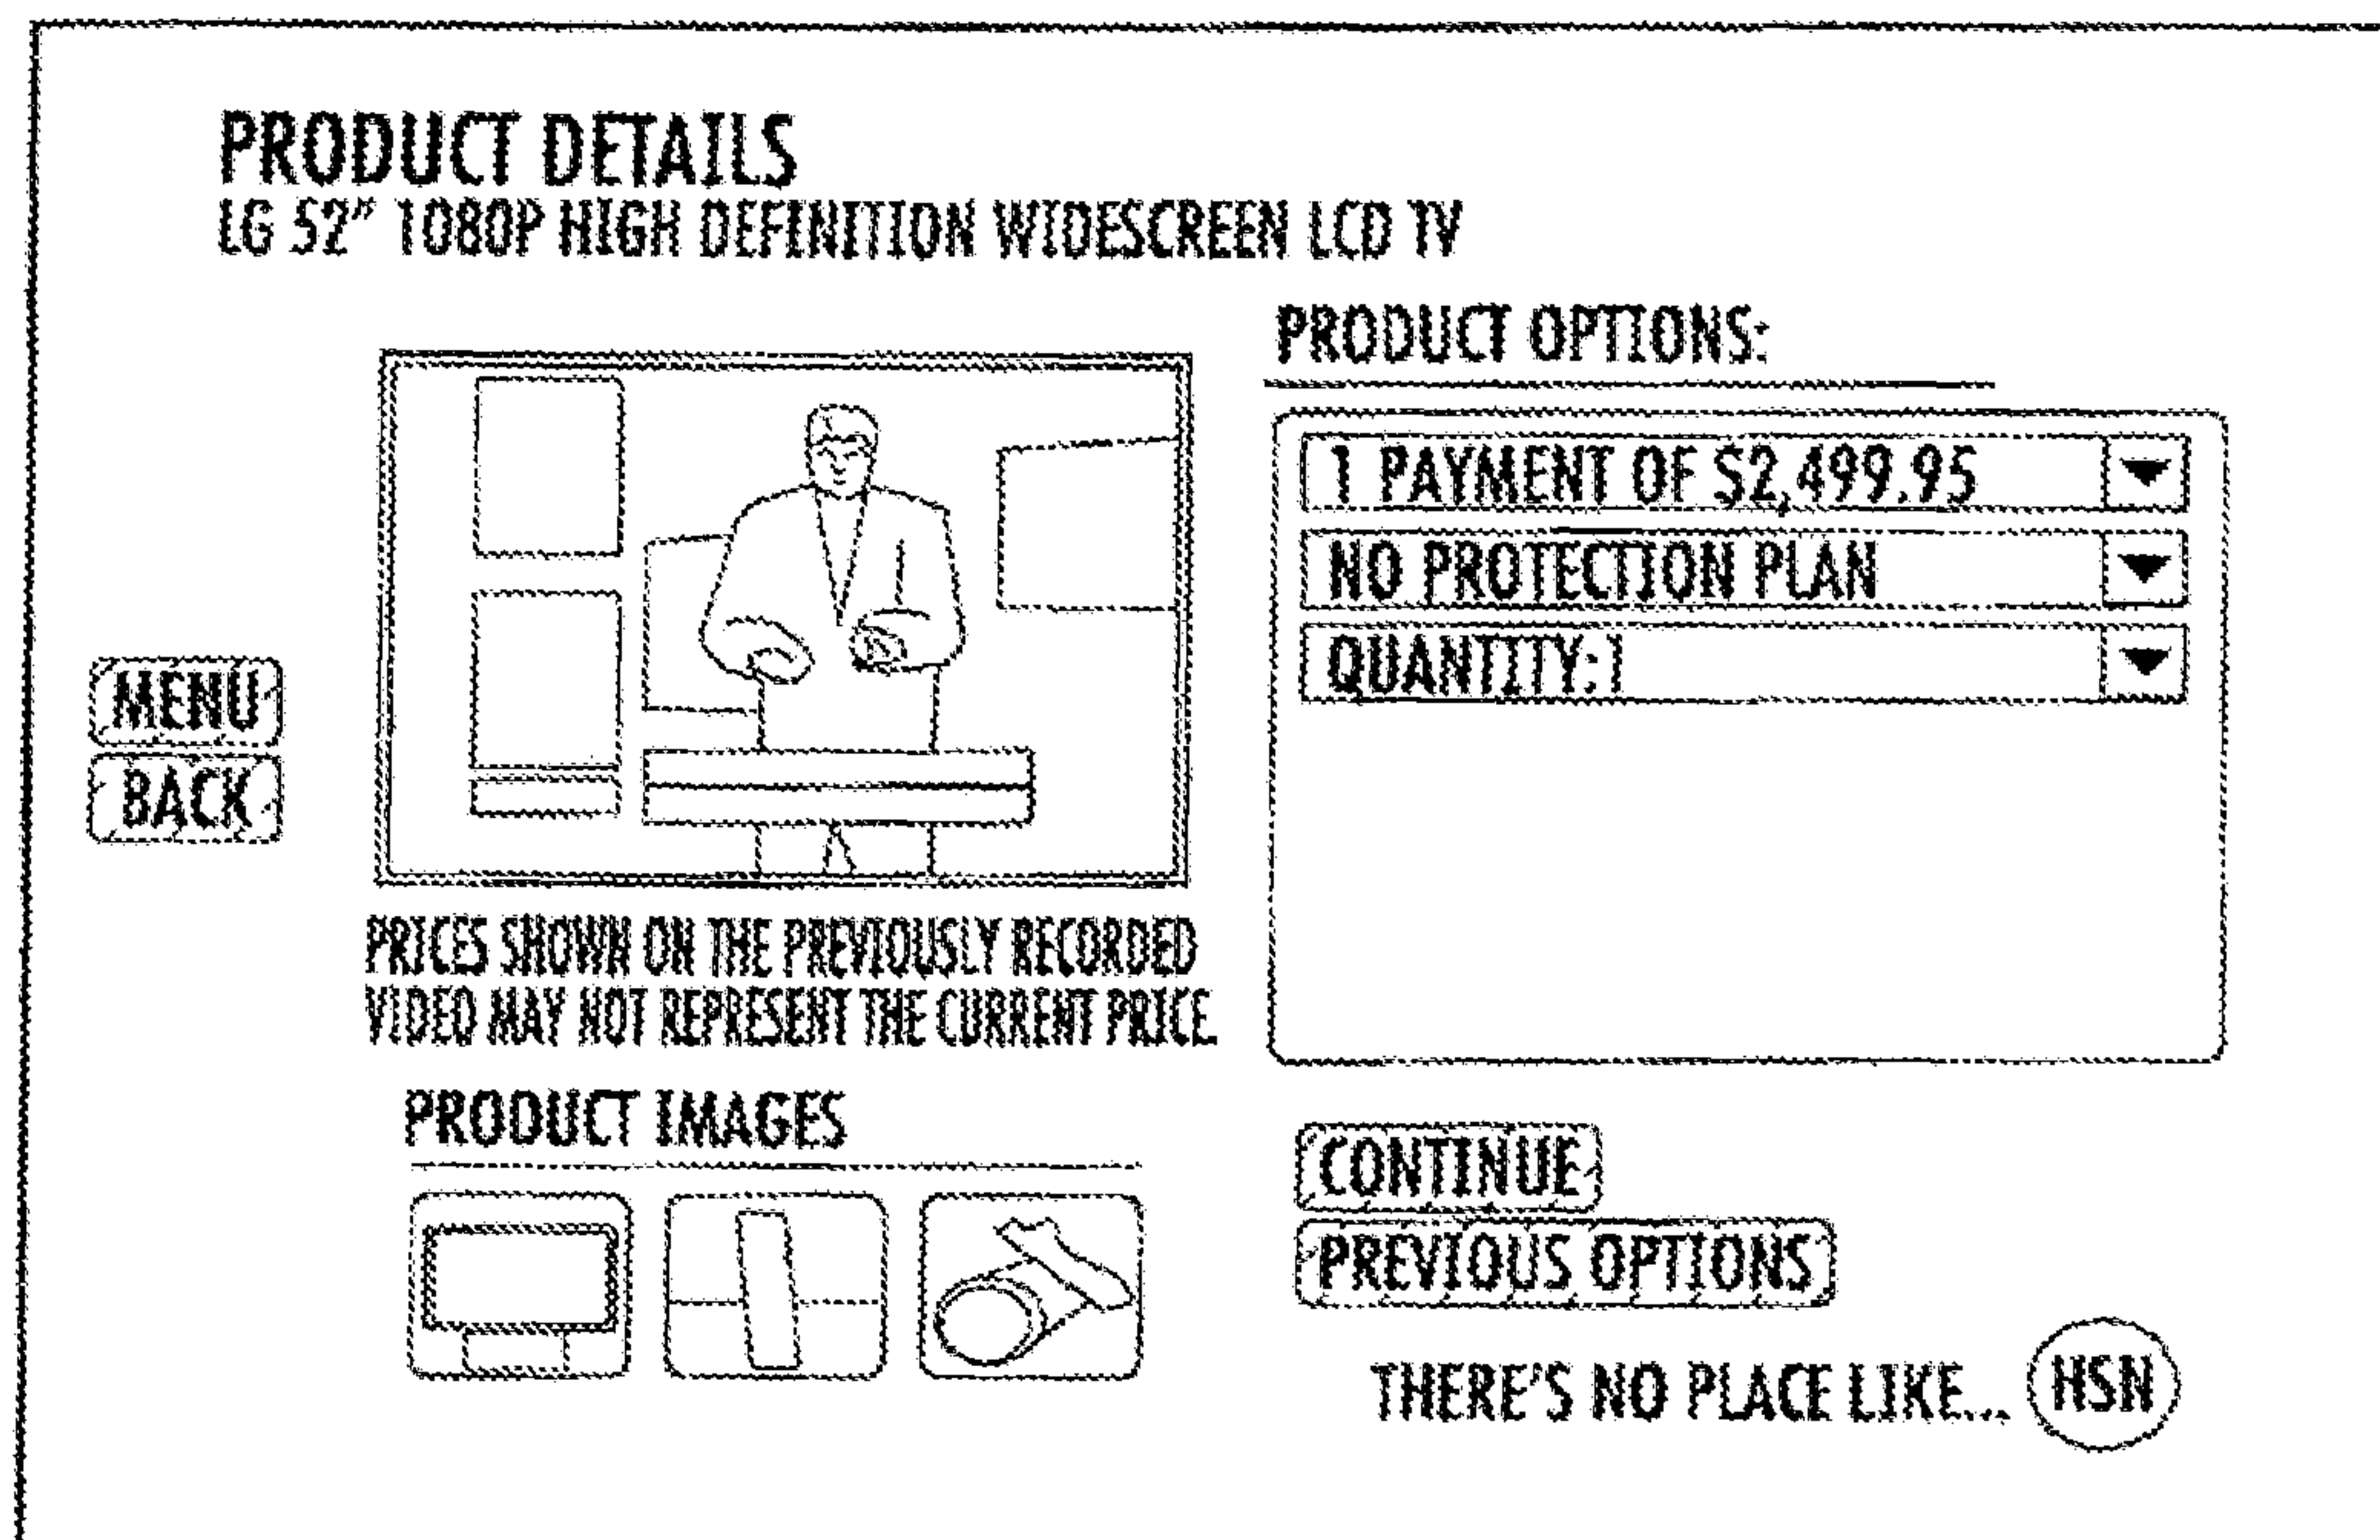 PRODUCT DETAILS
LG 52" 1080P HIGH DEFINITION WIDESCREEN LCD TV
PRODUCT OPTIONS:
1 PAYMENT OF $2,499.95
NO PROTECTION PLAN
QUANTITY:1
MENU
BACK
PRICES SHOWN ON THE PREVIOUSLY RECORDED
VIDEO MAY NOT REPRESENT THE CURRENT PRICE.
PRODUCT IMAGES
CONTINUE
PREVIOUS OPTIONS
THERE'S NO PLACE LIKE... HSN